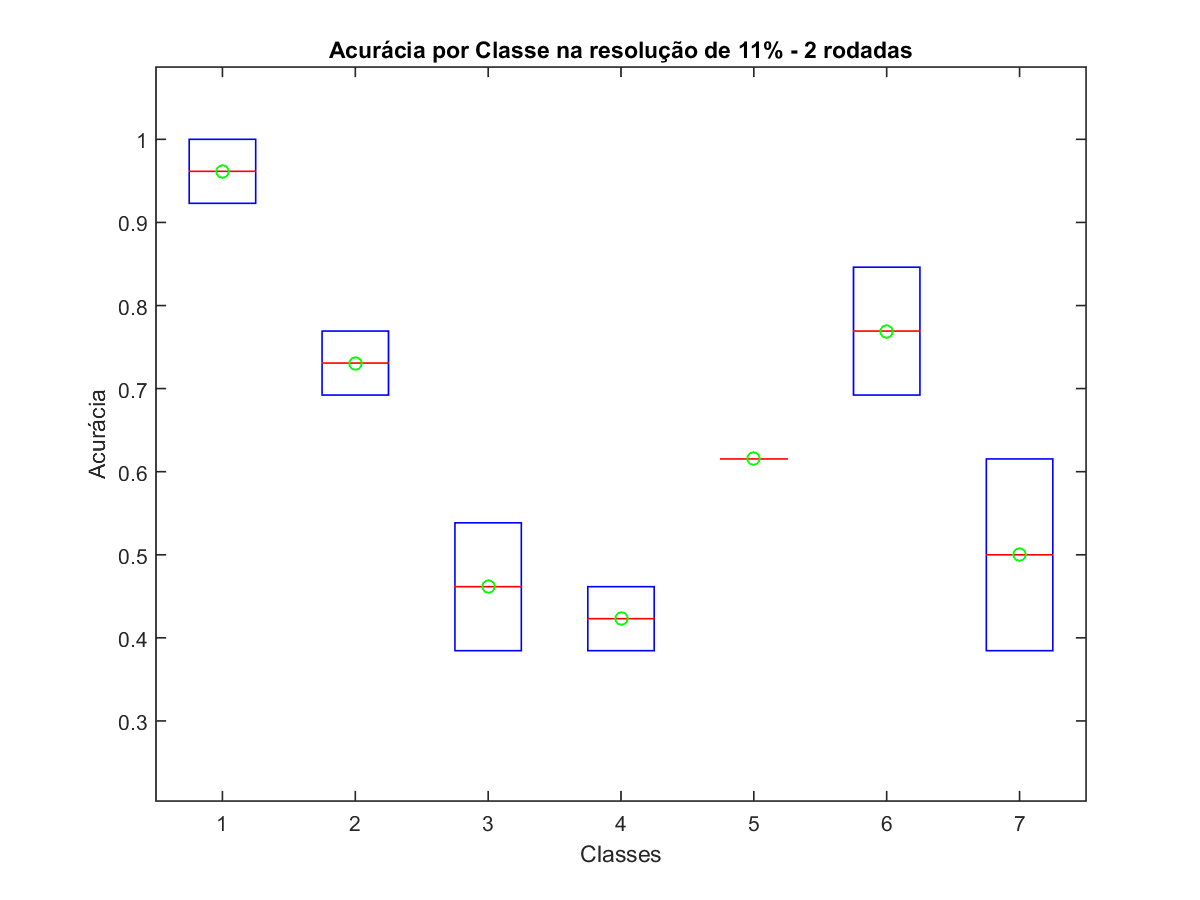 Acurácia por Classe na resolução de 11% - 2 rodadas
1
0.9
0.8
0.7
0.6
0.5
0.4
0.3
Acurácia
1 2 3 4 5 6 7
Classes